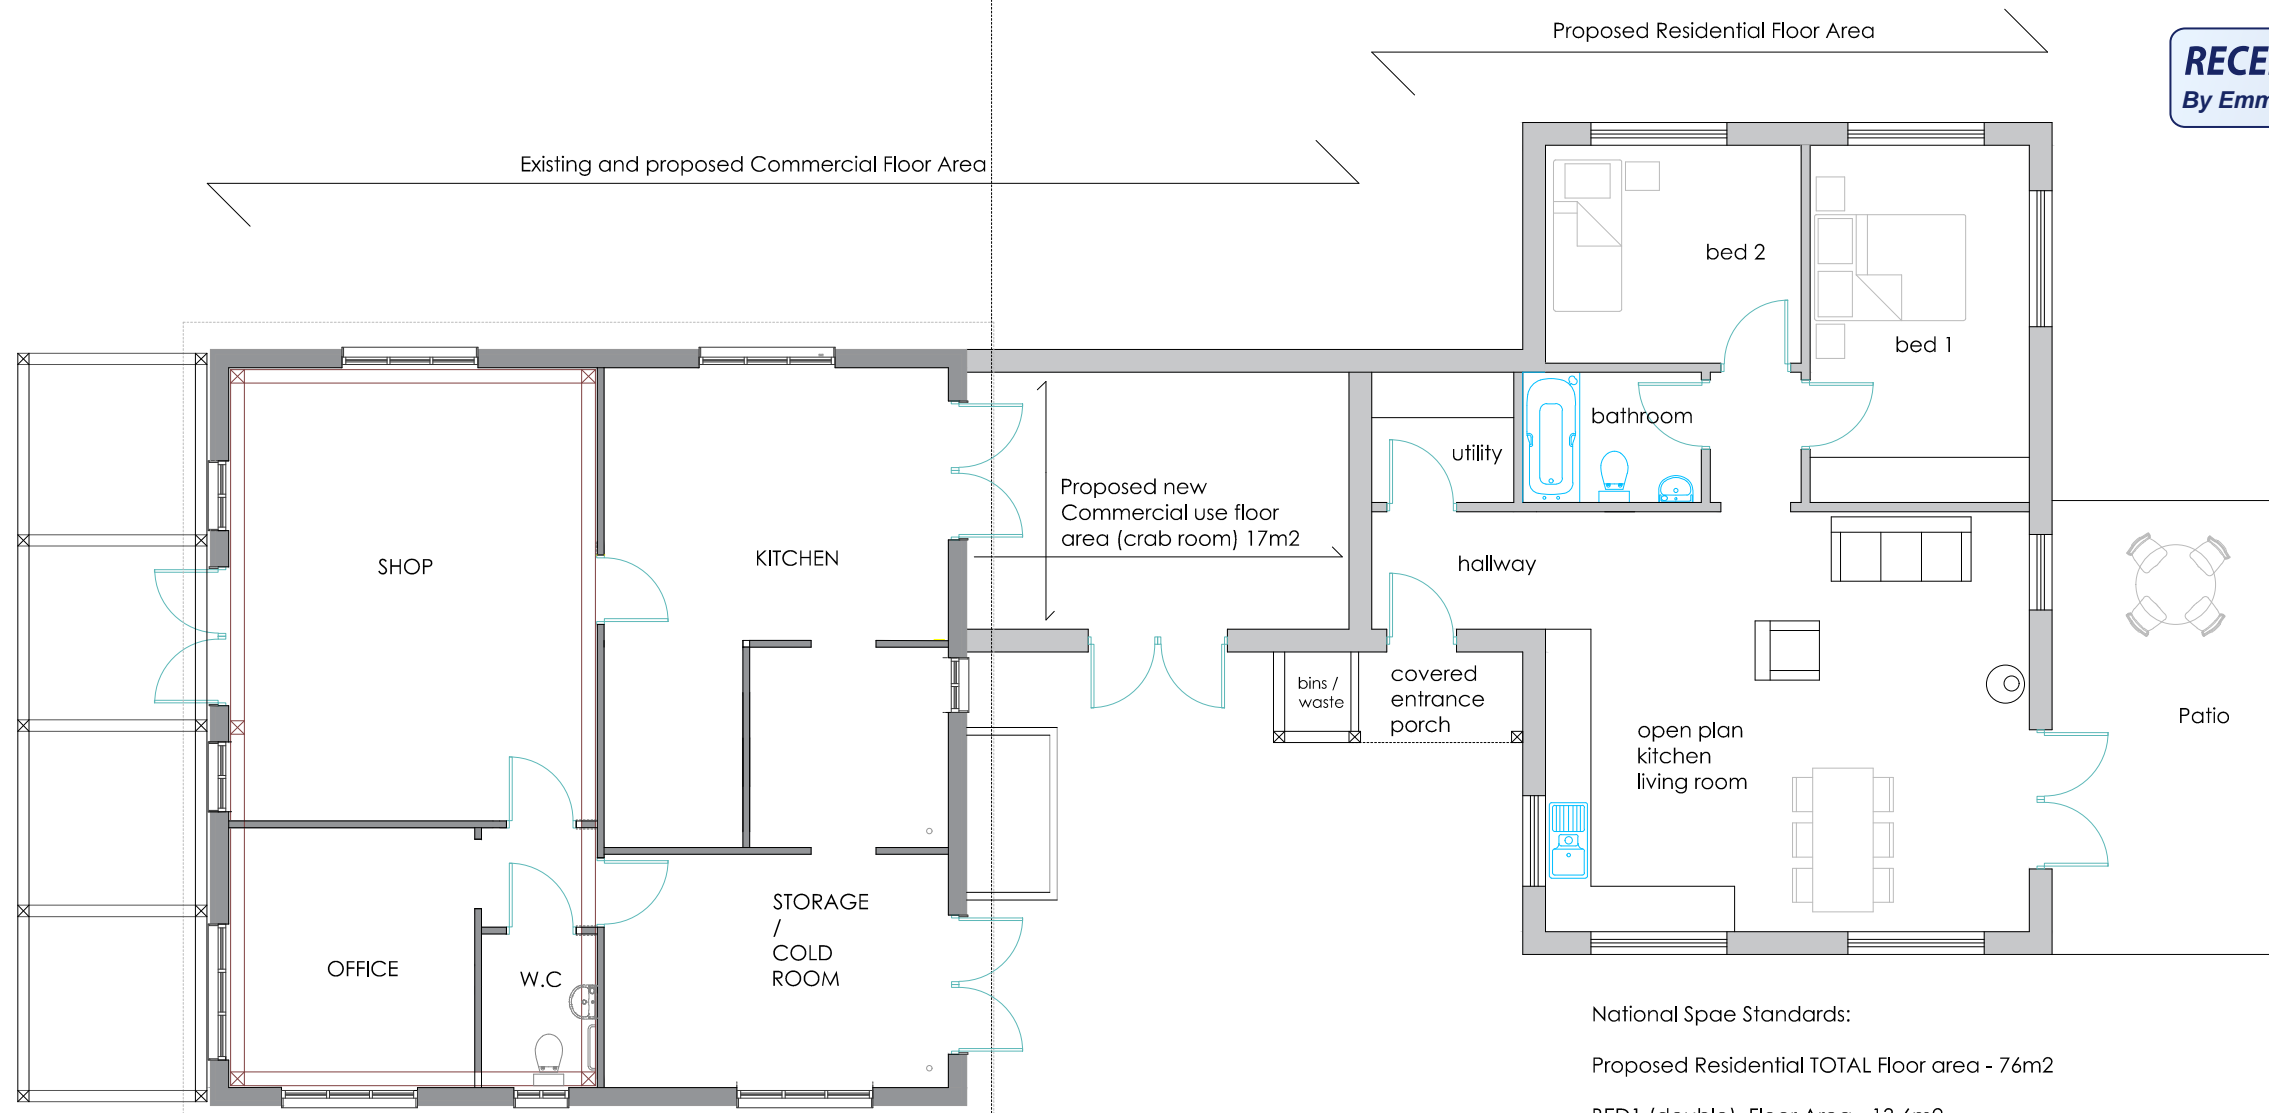 Proposed Residential Floor Area
By Emm
Existing and proposed Commercial Floor Area
bed 2
bed 1
bathroom
utility
Proposed new
Commercial use floor
area (crab room) 17m2
SHOP
KITCHEN
hallway
bins /
waste
covered
entrance
porch
open plan
kitchen
living room
Patio
STORAGE
/
COLD
ROOM
OFFICE
W.C
National Spae Standards:
Proposed Residential TOTAL Floor area - 76m2